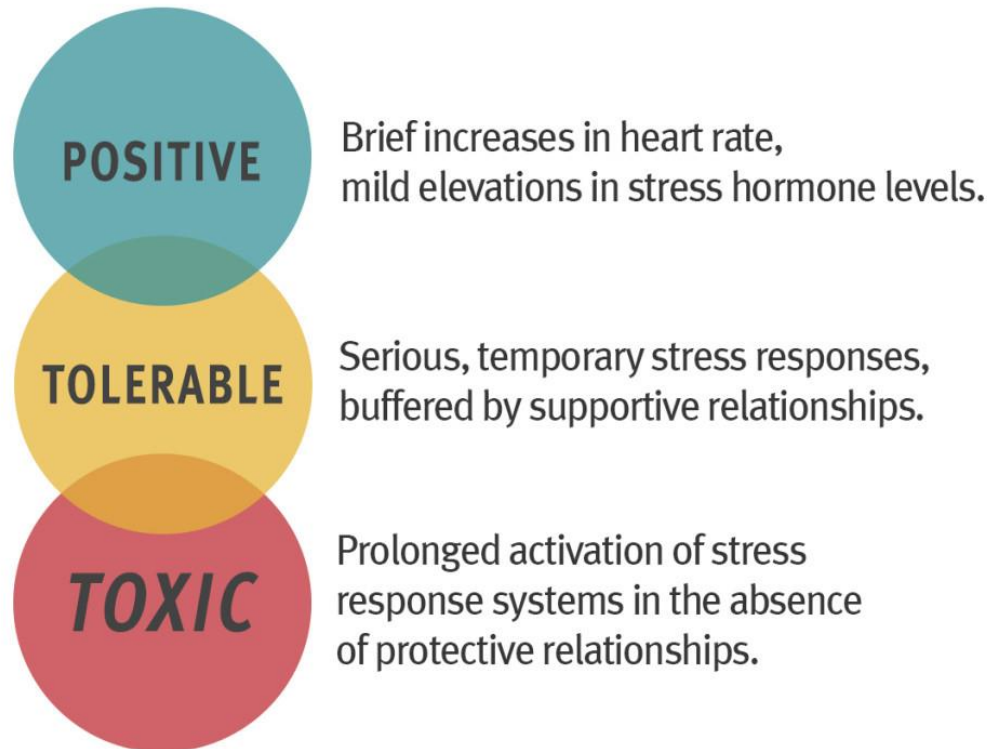 POSITIVE
Brief increases in heart rate,
mild elevations in stress hormone levels.
TOLERABLE
Serious, temporary stress responses,
buffered by supportive relationships.
TOXIC
Prolonged activation of stress
response systems in the absence
of protective relationships.